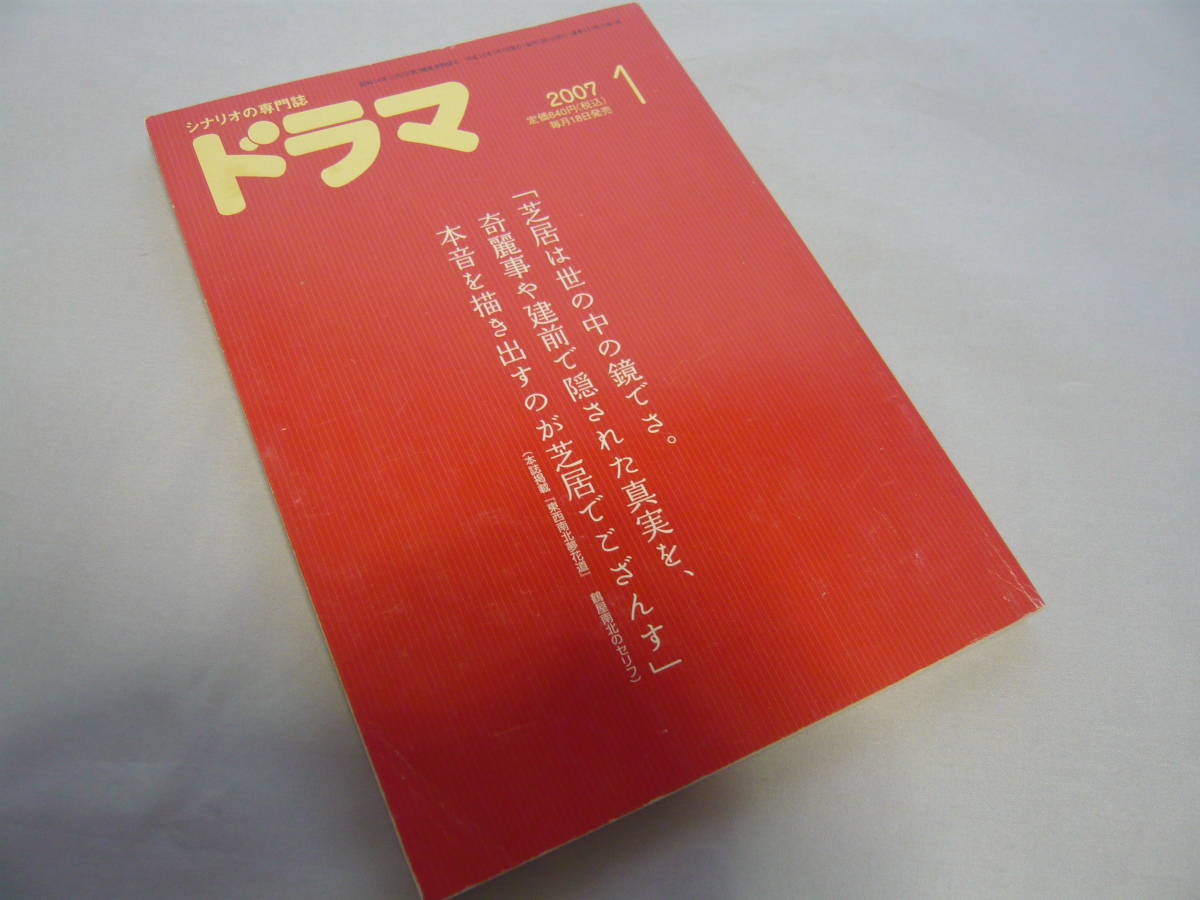 シナリオの専門誌
ドラマ
2007
1
定価840円(税込)
毎月18日発売
「芝居は世の中の鏡でさ。
奇麗事や建前で隠された真実を、
本音を描き出すのが芝居でござんす」
(本誌掲載「東西南北夢花道」 鶴屋南北のセリフ)